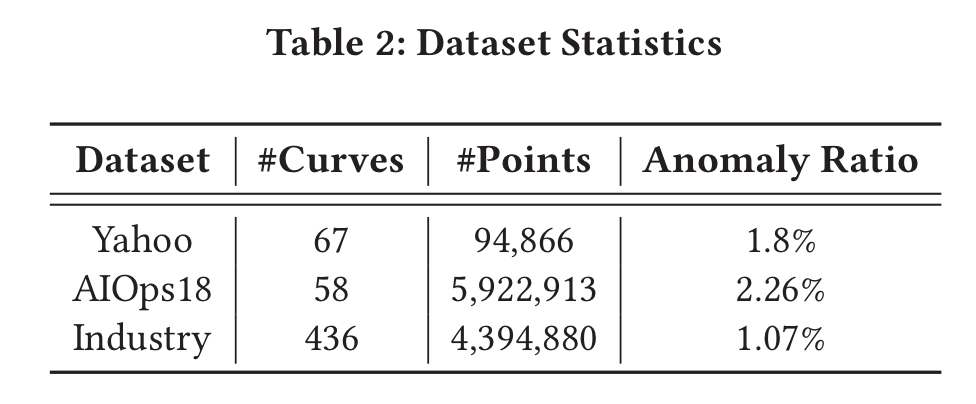 Table 2: Dataset Statistics
Dataset #Curves #Points Anomaly Ratio
Yahoo 67 94,866 1.8%
AIOps18 58 5,922,913 2.26%
Industry 436 4,394,880 1.07%